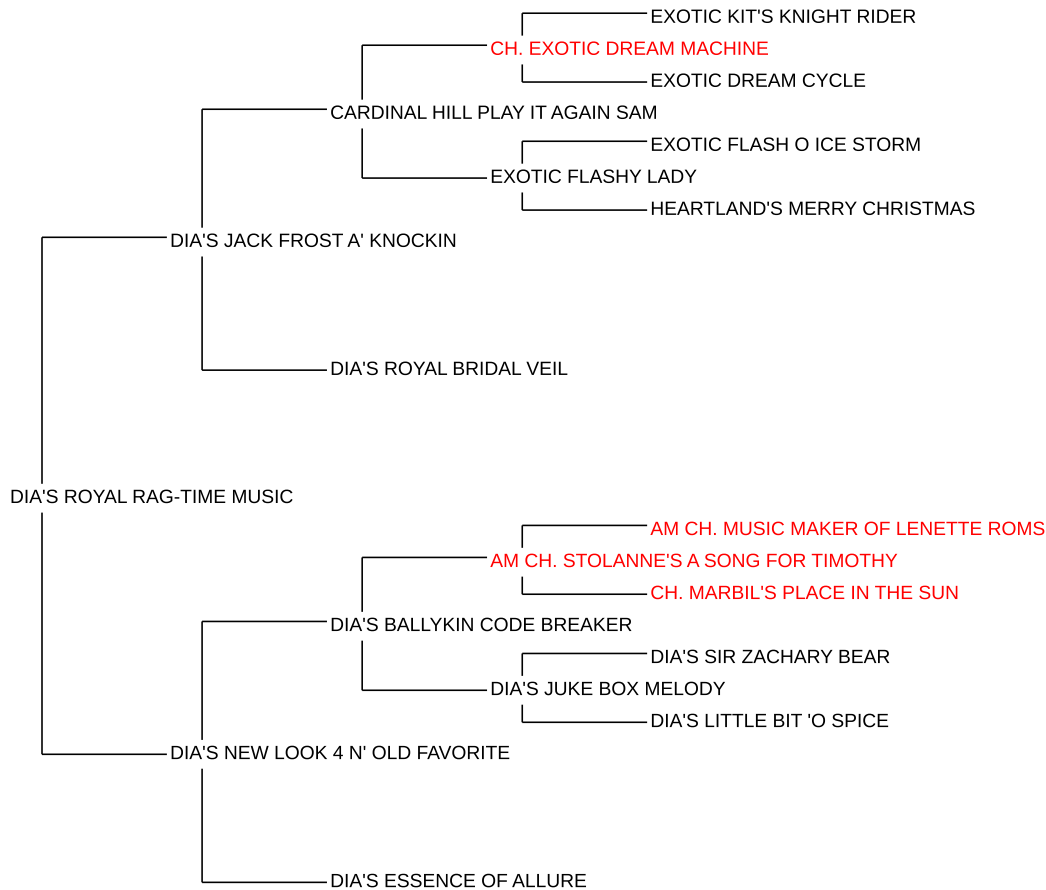 EXOTIC KIT'S KNIGHT RIDER
CH. EXOTIC DREAM MACHINE
EXOTIC DREAM CYCLE
CARDINAL HILL PLAY IT AGAIN SAM
EXOTIC FLASH O ICE STORM
EXOTIC FLASHY LADY
HEARTLAND'S MERRY CHRISTMAS
DIA'S JACK FROST A' KNOCKIN
DIA'S ROYAL BRIDAL VEIL
DIA'S ROYAL RAG-TIME MUSIC
AM CH. MUSIC MAKER OF LENETTE ROMS
AM CH. STOLANNE'S A SONG FOR TIMOTHY
CH. MARBIL'S PLACE IN THE SUN
DIA'S BALLYKIN CODE BREAKER
DIA'S SIR ZACHARY BEAR
DIA'S JUKE BOX MELODY
DIA'S LITTLE BIT 'O SPICE
DIA'S NEW LOOK 4 N' OLD FAVORITE
DIA'S ESSENCE OF ALLURE